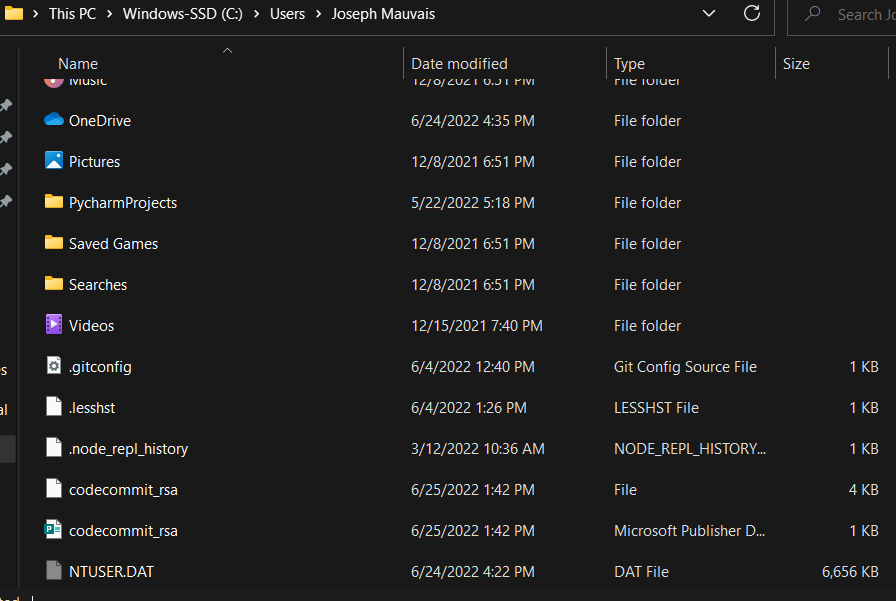 This PC > Windows-SSD (C:) > Users > Joseph Mauvais
Search Jo
Name Date modified Type Size
Music 12/8/2021 6:51 PM File folder
OneDrive 6/24/2022 4:35 PM File folder
Pictures 12/8/2021 6:51 PM File folder
PycharmProjects 5/22/2022 5:18 PM File folder
Saved Games 12/8/2021 6:51 PM File folder
Searches 12/8/2021 6:51 PM File folder
Videos 12/15/2021 7:40 PM File folder
.gitconfig 6/4/2022 12:40 PM Git Config Source File 1 KB
.lesshst 6/4/2022 1:26 PM LESSHST File 1 KB
.node_repl_history 3/12/2022 10:36 AM NODE_REPL_HISTORY... 1 KB
codecommit_rsa 6/25/2022 1:42 PM File 4 KB
codecommit_rsa 6/25/2022 1:42 PM Microsoft Publisher D... 1 KB
NTUSER.DAT 6/24/2022 4:22 PM DAT File 6,656 KB